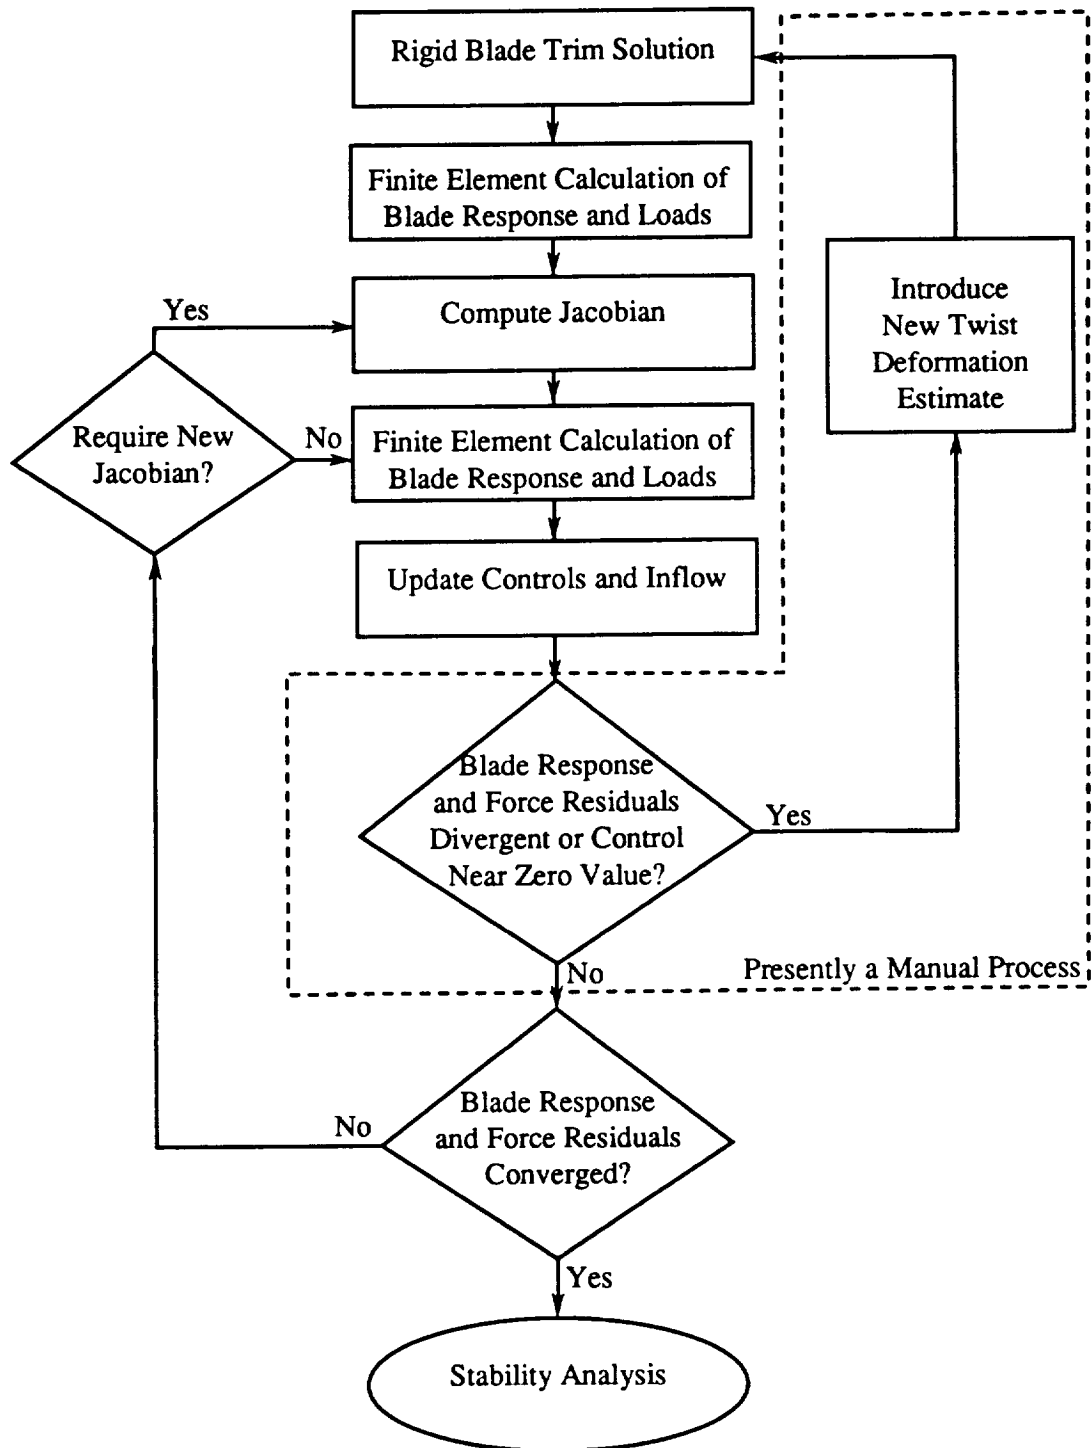 Rigid Blade Trim Solution
Finite Element Calculation of
Blade Response and Loads
Introduce
New Twist
Deformation
Estimate
Yes
Compute Jacobian
Require New
Jacobian?
No
Finite Element Calculation of
Blade Response and Loads
Update Controls and Inflow
Blade Response
and Force Residuals
Divergent or Control
Near Zero Value?
Yes
Presently a Manual Process
No
Blade Response
and Force Residuals
Converged?
No
Yes
Stability Analysis